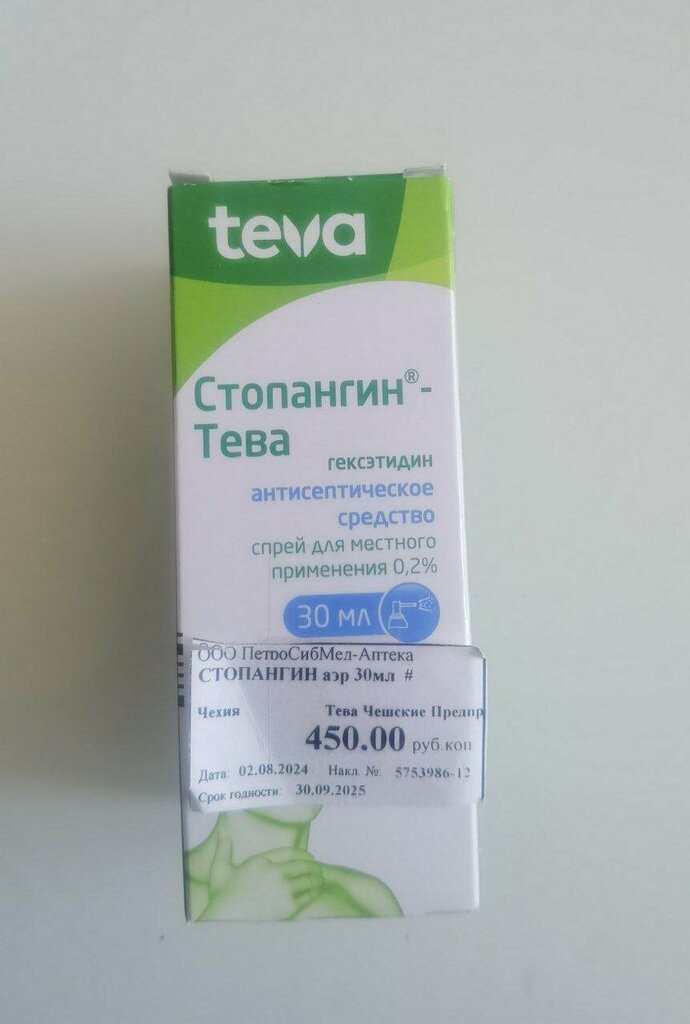 teva
Стопангин®-
Тева
гексэтидин
антисептическое
средство
спрей для местного
применения 0,2%
30 мл
ООО ПетроСибМед-Аптека
СТОПАНГИН аэр 30мл #
Чехия Тева Чешские Предпр
450.00 руб.коп
Дата: 02.08.2024 Накл. № 5753986-12
Срок годности: 30.09.2025